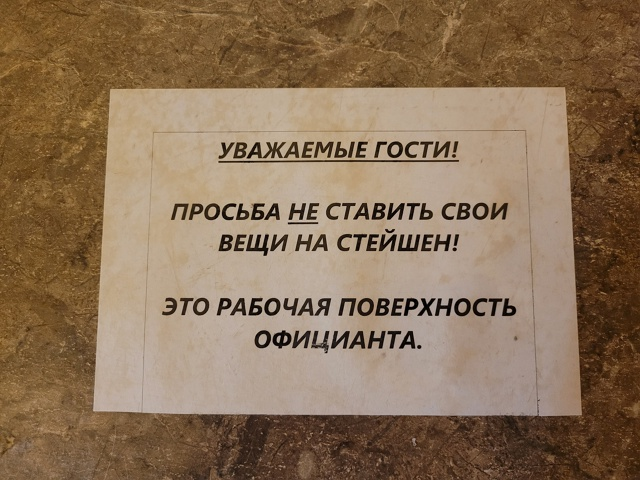 УВАЖАЕМЫЕ ГОСТИ!
ПРОСЬБА НЕ СТАВИТЬ СВОИ
ВЕЩИ НА СТЕЙШЕН!
ЭТО РАБОЧАЯ ПОВЕРХНОСТЬ
ОФИЦИАНТА.